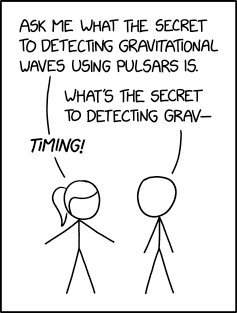 ASK ME WHAT THE SECRET
TO DETECTING GRAVITATIONAL
WAVES USING PULSARS IS.
WHAT'S THE SECRET
TO DETECTING GRAV—
TIMING!